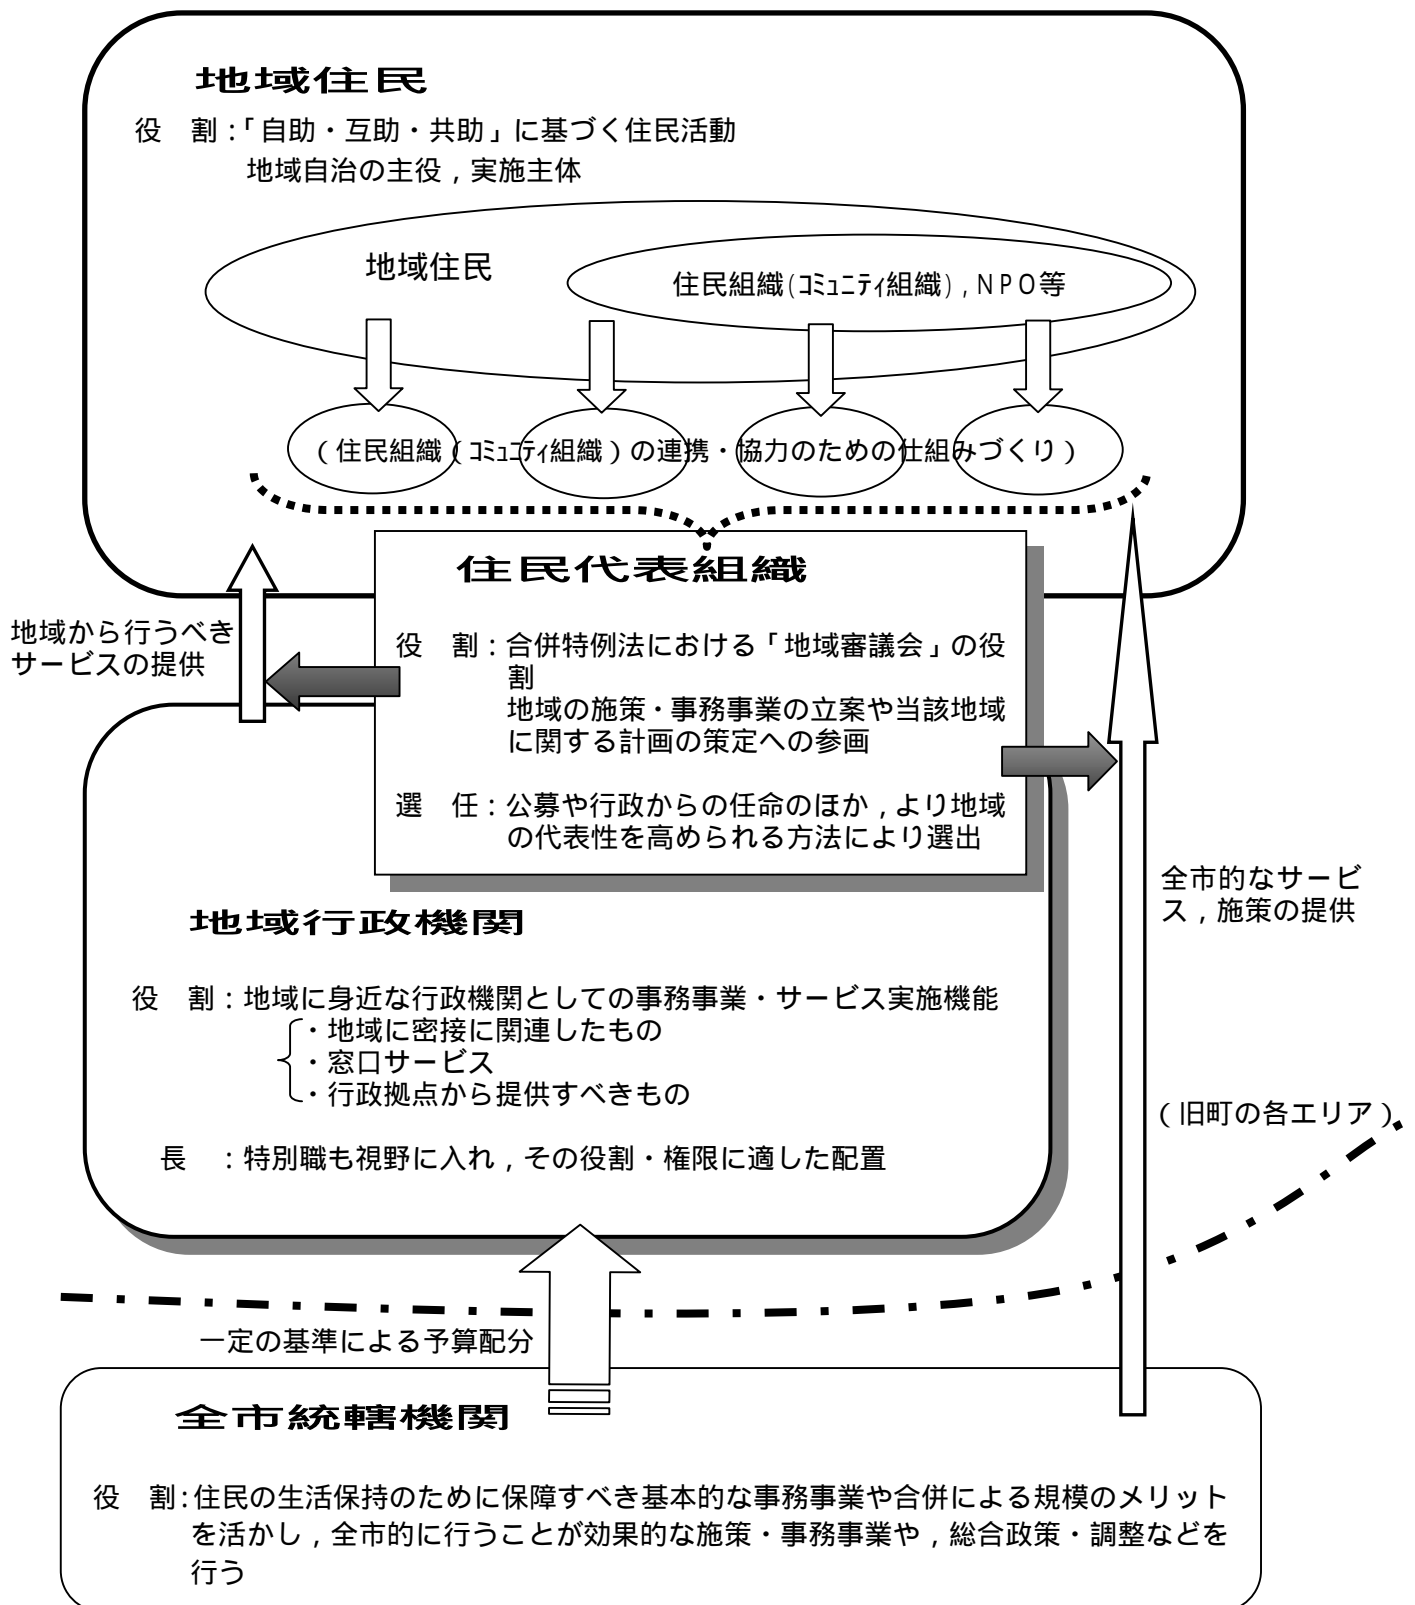 地域住民
役　割：「自助・互助・共助」に基づく住民活動
地域自治の主役，実施主体
地域住民
住民組織(ｺﾐｭﾆﾃｨ組織)，ＮＰＯ等
（住民組織（ｺﾐｭﾆﾃｨ組織）の連携・協力のための仕組みづくり）
住民代表組織
役　割：合併特例法における「地域審議会」の役
割
地域の施策・事務事業の立案や当該地域
に関する計画の策定への参画
選　任：公募や行政からの任命のほか，より地域
の代表性を高められる方法により選出
地域から行うべき
サービスの提供
全市的なサービ
ス，施策の提供
地域行政機関
役　割：地域に身近な行政機関としての事務事業・サービス実施機能
・地域に密接に関連したもの
・窓口サービス
・行政拠点から提供すべきもの
長　：特別職も視野に入れ，その役割・権限に適した配置
（旧町の各エリア）
一定の基準による予算配分
全市統轄機関
役　割：住民の生活保持のために保障すべき基本的な事務事業や合併による規模のメリット
を活かし，全市的に行うことが効果的な施策・事務事業や，総合政策・調整などを
行う